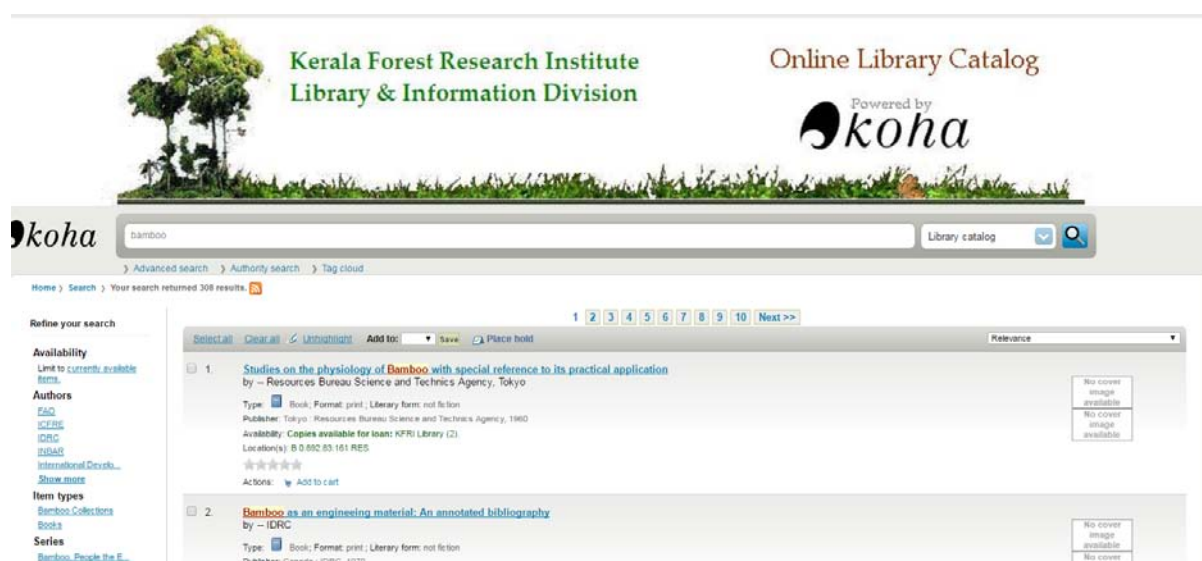 Kerala Forest Research Institute
Library & Information Division
Online Library Catalog
Powered by
koha
koha
bamboo
Library catalog
Advanced search
Authority search
Tag cloud
Home
Search
Your search returned 308 results.
Refine your search
Availability
Limit to currently available
items.
Authors
FAO
ICFRE
IDRC
INBAR
International Develo...
Show more
Item types
Bamboo Collections
Books
Series
Bamboo, People the E...
1 2 3 4 5 6 7 8 9 10 Next >>
Select all Clear all Unhighlight Add to: Save Place hold
Relevance
1. Studies on the physiology of Bamboo with special reference to its practical application
by -- Resources Bureau Science and Technics Agency, Tokyo
Type: Book; Format: print ; Literary form: not fiction
Publisher: Tokyo : Resources Bureau Science and Technics Agency, 1960
Availability: Copies available for loan: KFRI Library (2).
Location(s): B 0.892.83:161 RES
Actions: Add to cart
No cover
image
available
No cover
image
available
2. Bamboo as an engineeing material: An annotated bibliography
by -- IDRC
Type: Book; Format: print ; Literary form: not fiction
No cover
image
available
No cover